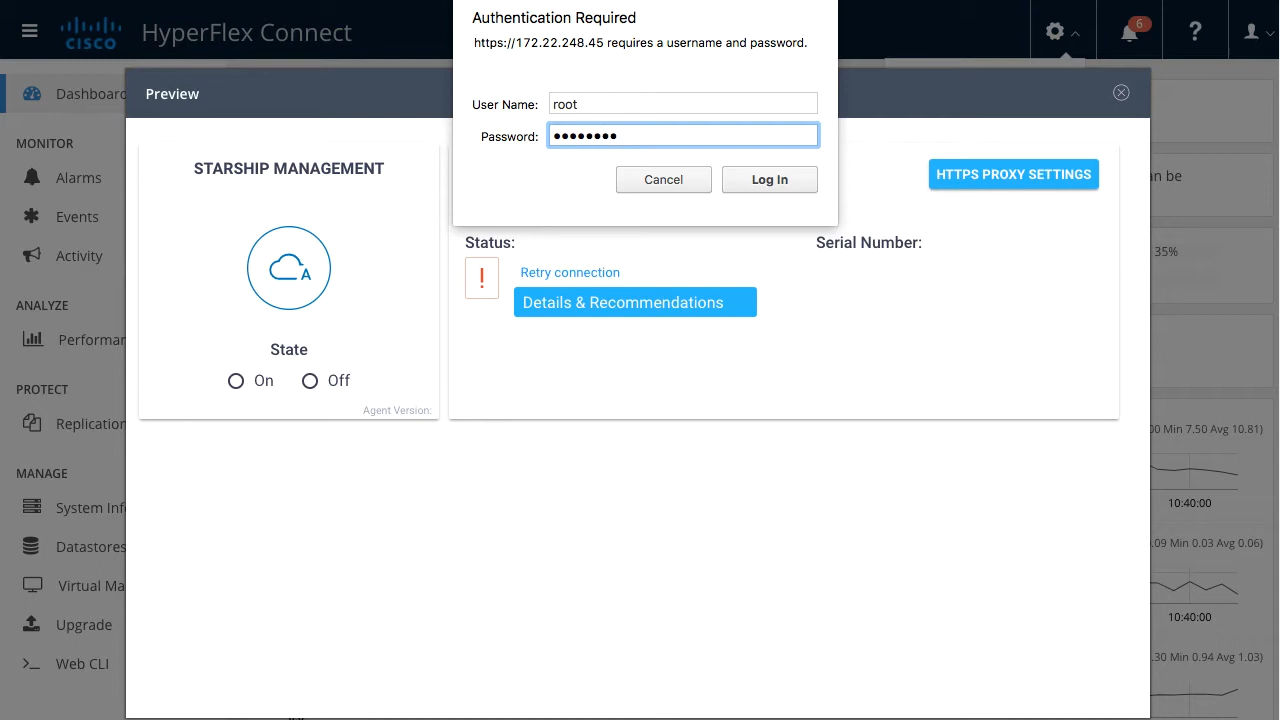 Authentication Required
https://172.22.248.45 requires a username and password.
User Name: root
Password: ••••••••
Cancel Log In
CISCO HyperFlex Connect
6
?
Preview
Dashboard
MONITOR
Alarms
Events
Activity
ANALYZE
Performan
PROTECT
Replication
MANAGE
System Inf
Datastores
Virtual Ma
Upgrade
Web CLI
STARSHIP MANAGEMENT
A
State
On Off
Agent Version:
HTTPS PROXY SETTINGS
Status:
Serial Number:
!
Retry connection
Details & Recommendations
an be
35%
00 Min 7.50 Avg 10.81)
10:40:00
.09 Min 0.03 Avg 0.06)
10:40:00
.30 Min 0.94 Avg 1.03)